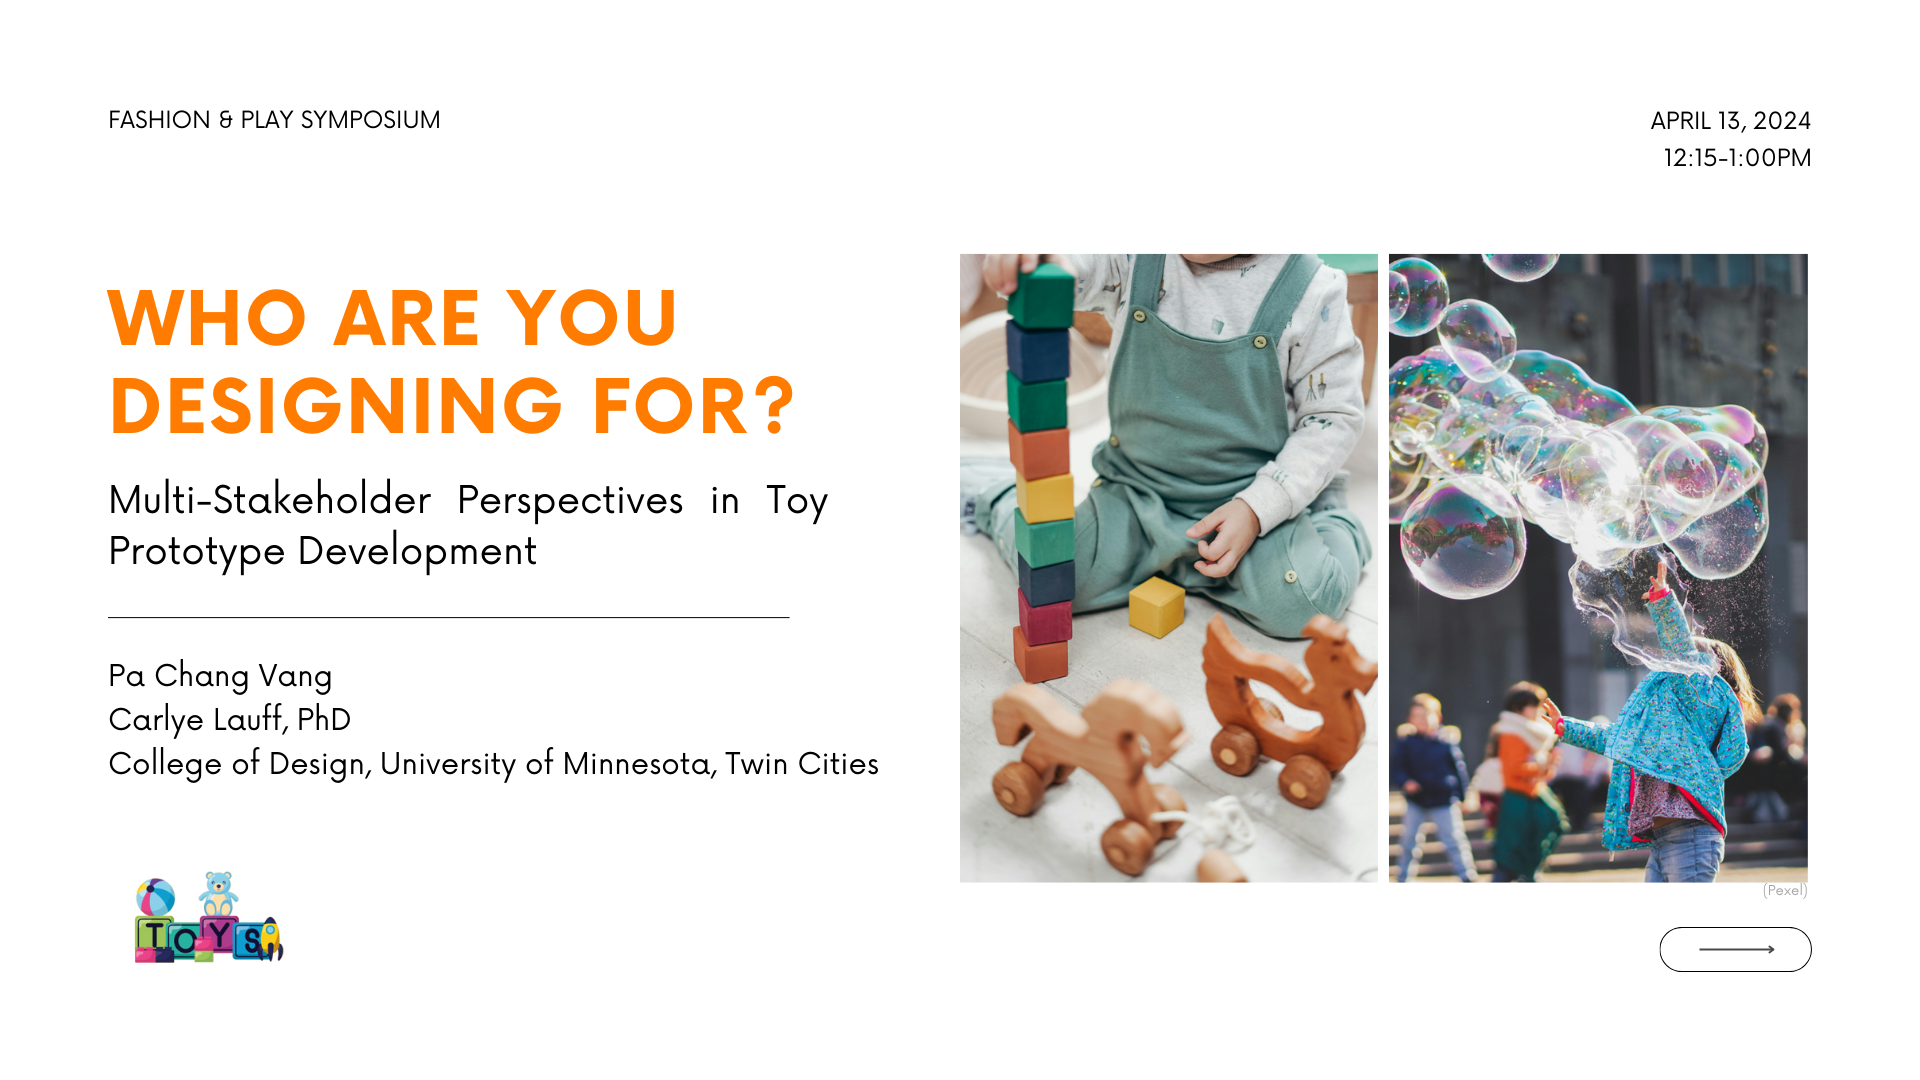 FASHION & PLAY SYMPOSIUM
APRIL 13, 2024
12:15-1:00PM
WHO ARE YOU
DESIGNING FOR?
Multi-Stakeholder Perspectives in Toy
Prototype Development
Pa Chang Vang
Carlye Lauff, PhD
College of Design, University of Minnesota, Twin Cities
TOYS
(Pexel)